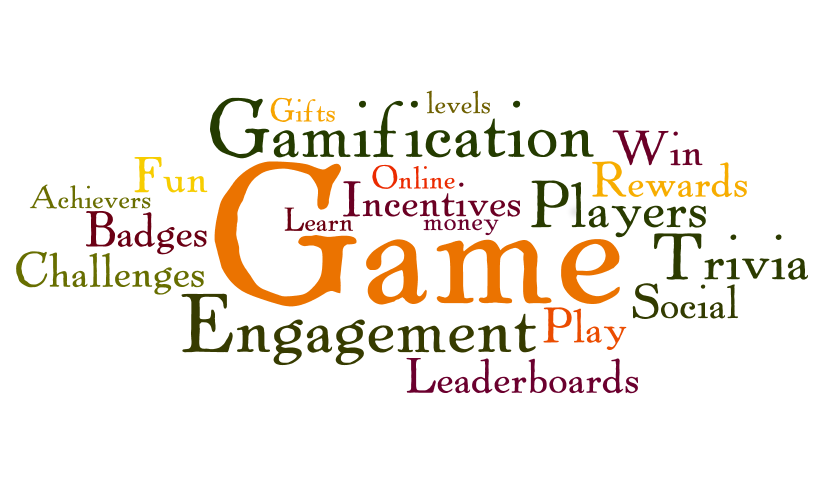 Gifts
levels
Gamification
Win
Fun
Online
Rewards
Achievers
Incentives
Players
Badges
Learn
money
Game
Trivia
Challenges
Social
Engagement
Play
Leaderboards